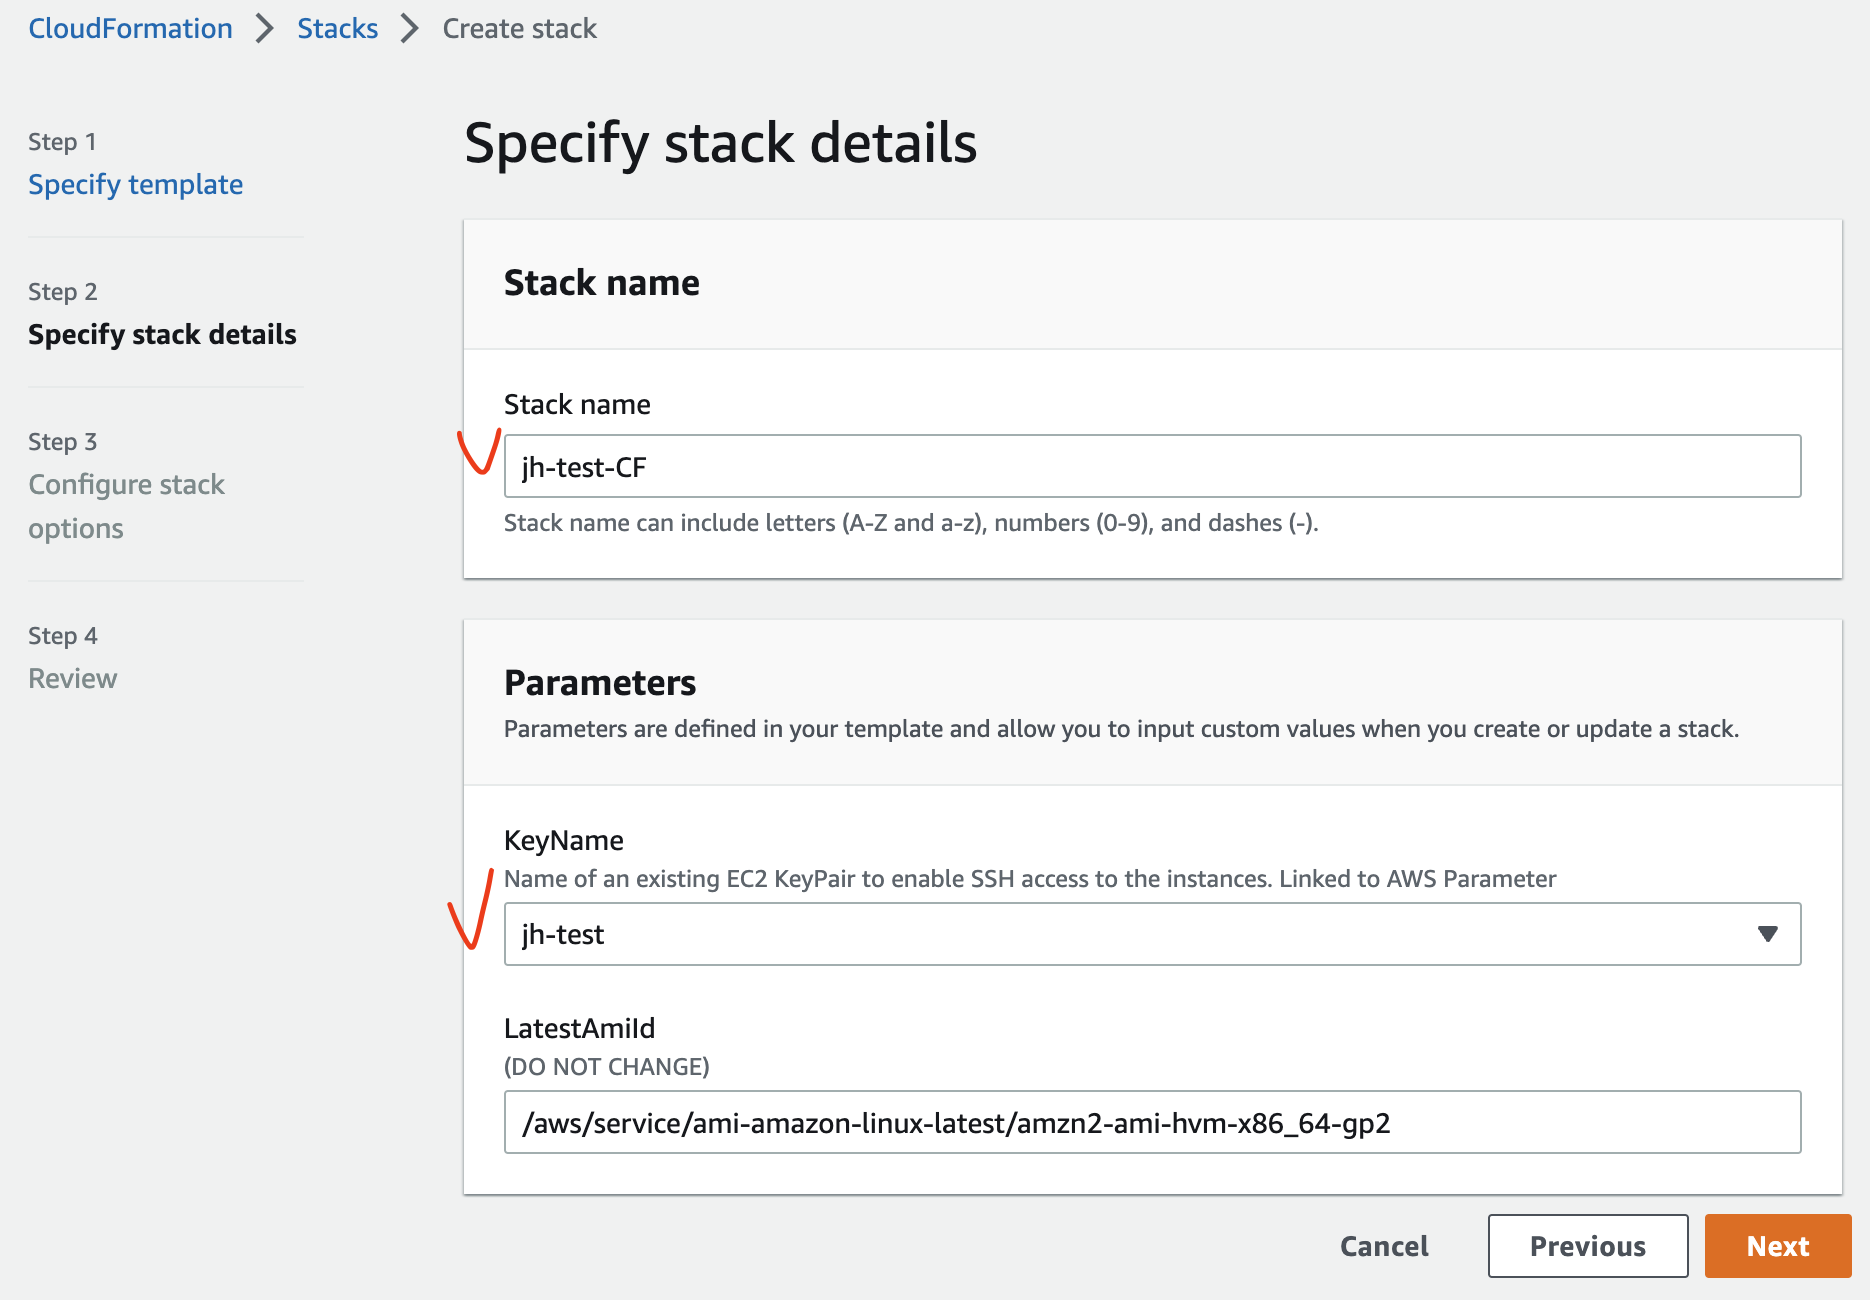 CloudFormation > Stacks > Create stack
Step 1
Specify template
Step 2
Specify stack details
Step 3
Configure stack
options
Step 4
Review
Specify stack details
Stack name
Stack name
jh-test-CF
Stack name can include letters (A-Z and a-z), numbers (0-9), and dashes (-).
Parameters
Parameters are defined in your template and allow you to input custom values when you create or update a stack.
KeyName
Name of an existing EC2 KeyPair to enable SSH access to the instances. Linked to AWS Parameter
jh-test
LatestAmiId
(DO NOT CHANGE)
/aws/service/ami-amazon-linux-latest/amzn2-ami-hvm-x86_64-gp2
Cancel
Previous
Next